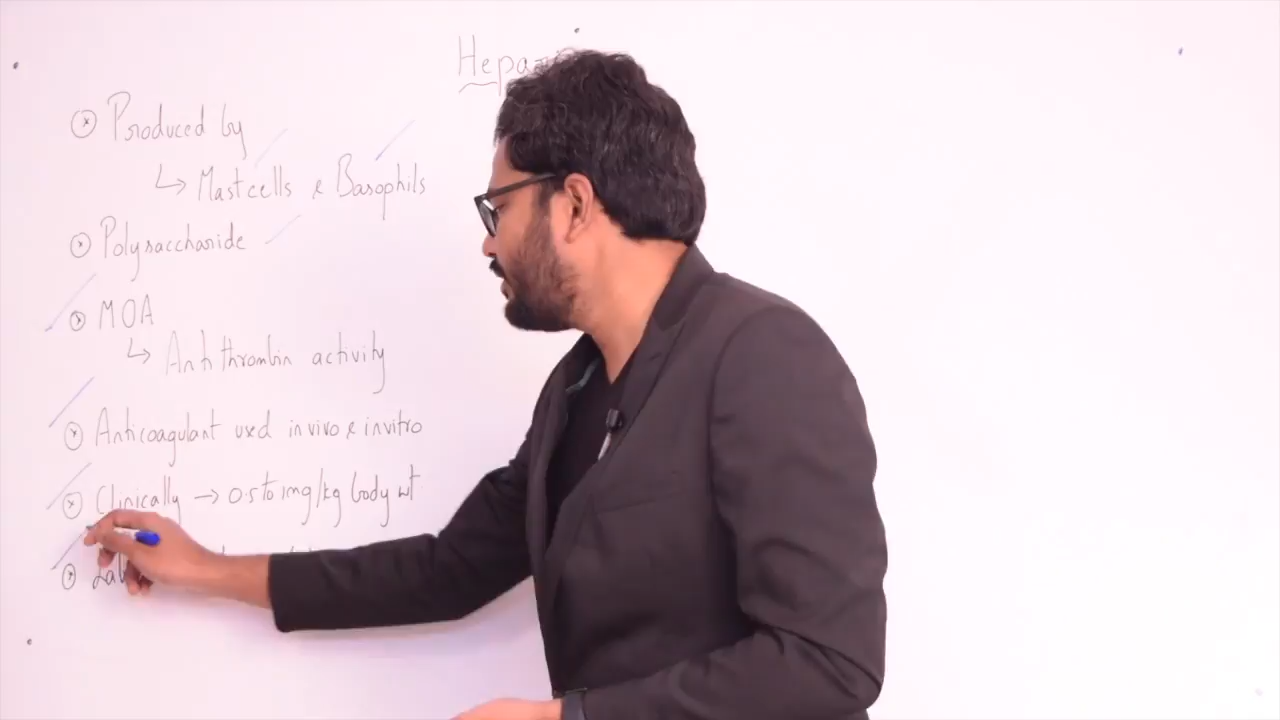 Hepa
Produced by
↳ Mastcells & Basophils
Polysaccharide
MOA
↳ Antithrombin activity
Anticoagulant used invivo & invitro
Clinically → 0.5 to 1mg/kg body wt
Lab